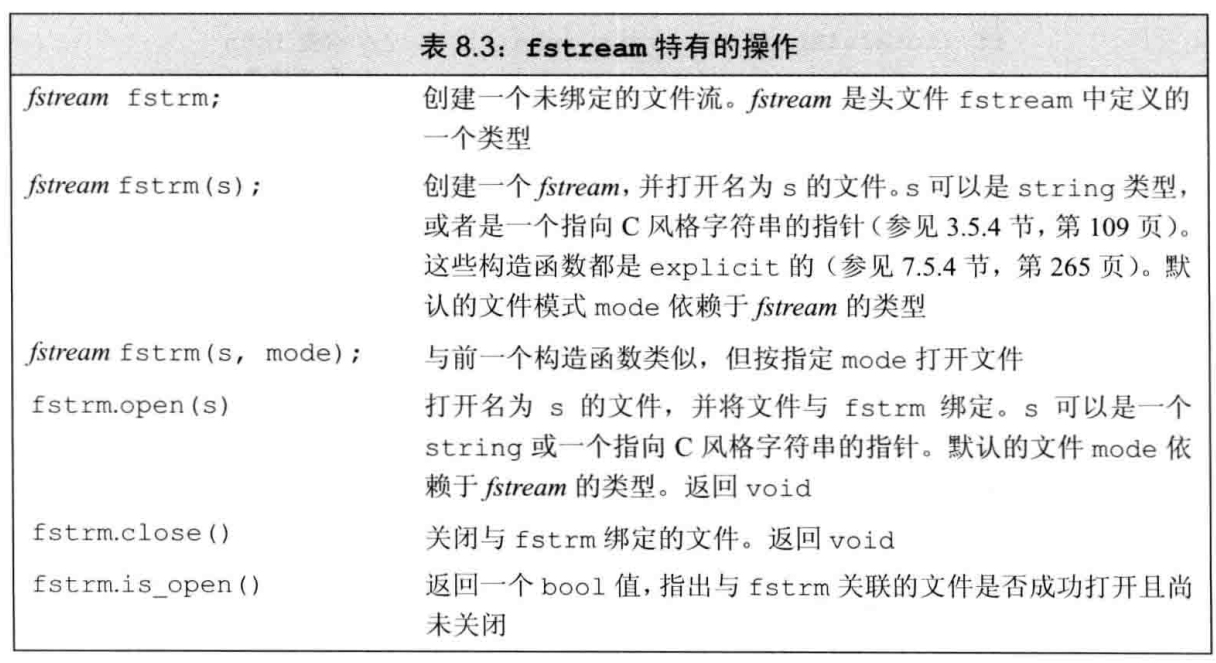 表 8.3：fstream 特有的操作
fstream fstrm; 创建一个未绑定的文件流。fstream 是头文件 fstream 中定义的
一个类型
fstream fstrm(s); 创建一个 fstream，并打开名为 s 的文件。s 可以是 string 类型，
或者是一个指向 C 风格字符串的指针（参见 3.5.4 节，第 109 页）。
这些构造函数都是 explicit 的（参见 7.5.4 节，第 265 页）。默
认的文件模式 mode 依赖于 fstream 的类型
fstream fstrm(s, mode); 与前一个构造函数类似，但按指定 mode 打开文件
fstrm.open(s) 打开名为 s 的文件，并将文件与 fstrm 绑定。s 可以是一个
string 或一个指向 C 风格字符串的指针。默认的文件 mode 依
赖于 fstream 的类型。返回 void
fstrm.close() 关闭与 fstrm 绑定的文件。返回 void
fstrm.is_open() 返回一个 bool 值，指出与 fstrm 关联的文件是否成功打开且尚
未关闭